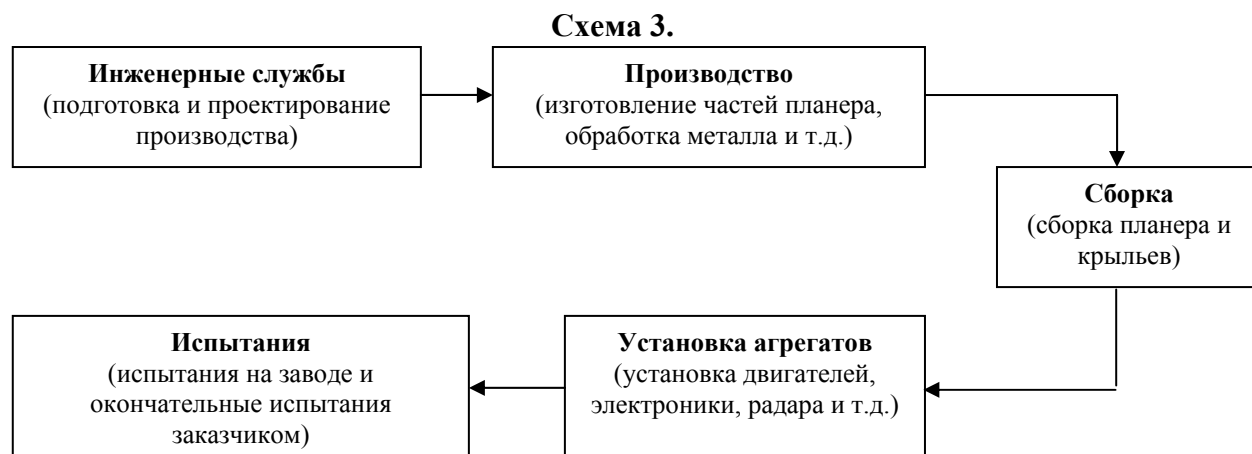 Схема 3.
Инженерные службы
(подготовка и проектирование
производства)
Производство
(изготовление частей планера,
обработка металла и т.д.)
Сборка
(сборка планера и
крыльев)
Установка агрегатов
(установка двигателей,
электроники, радара и т.д.)
Испытания
(испытания на заводе и
окончательные испытания
заказчиком)